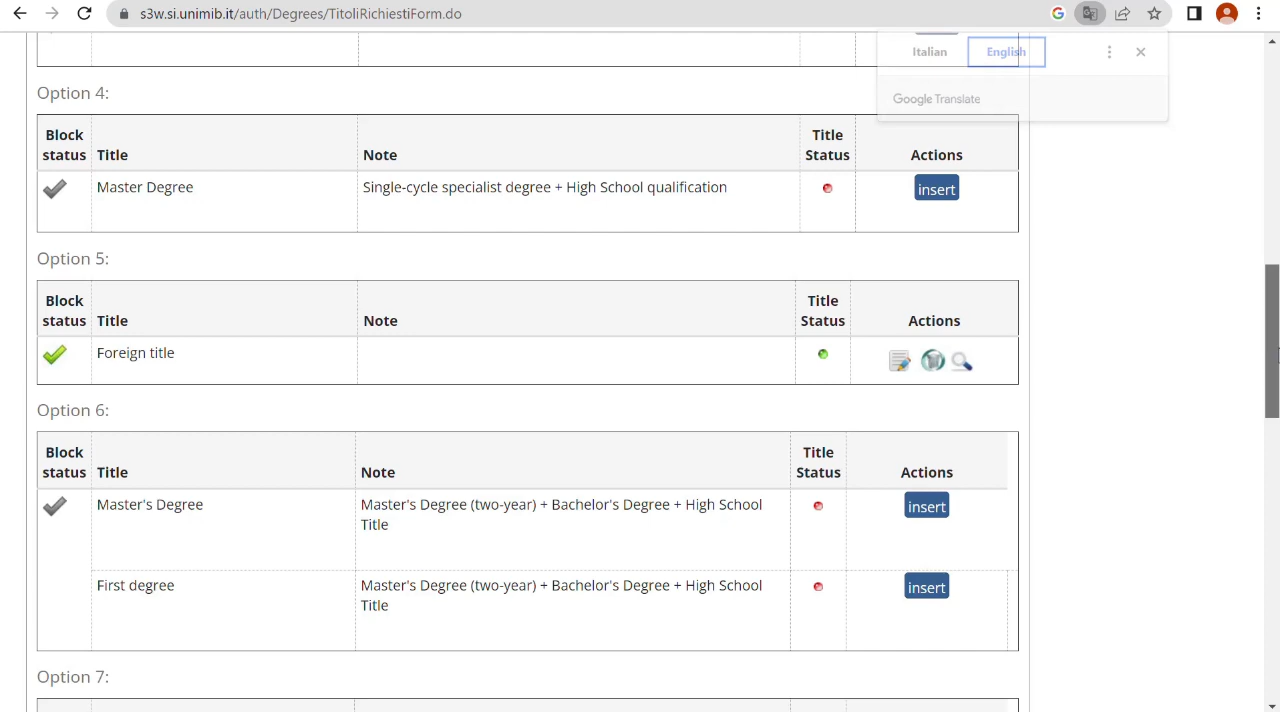 s3w.si.unimib.it/auth/Degrees/TitoliRichiestiForm.do
Italian English
Google Translate
Option 4:
Block status Title Note Title Status Actions
Master Degree Single-cycle specialist degree + High School qualification insert
Option 5:
Block status Title Note Title Status Actions
Foreign title
Option 6:
Block status Title Note Title Status Actions
Master's Degree Master's Degree (two-year) + Bachelor's Degree + High School insert
Title
First degree Master's Degree (two-year) + Bachelor's Degree + High School insert
Title
Option 7: